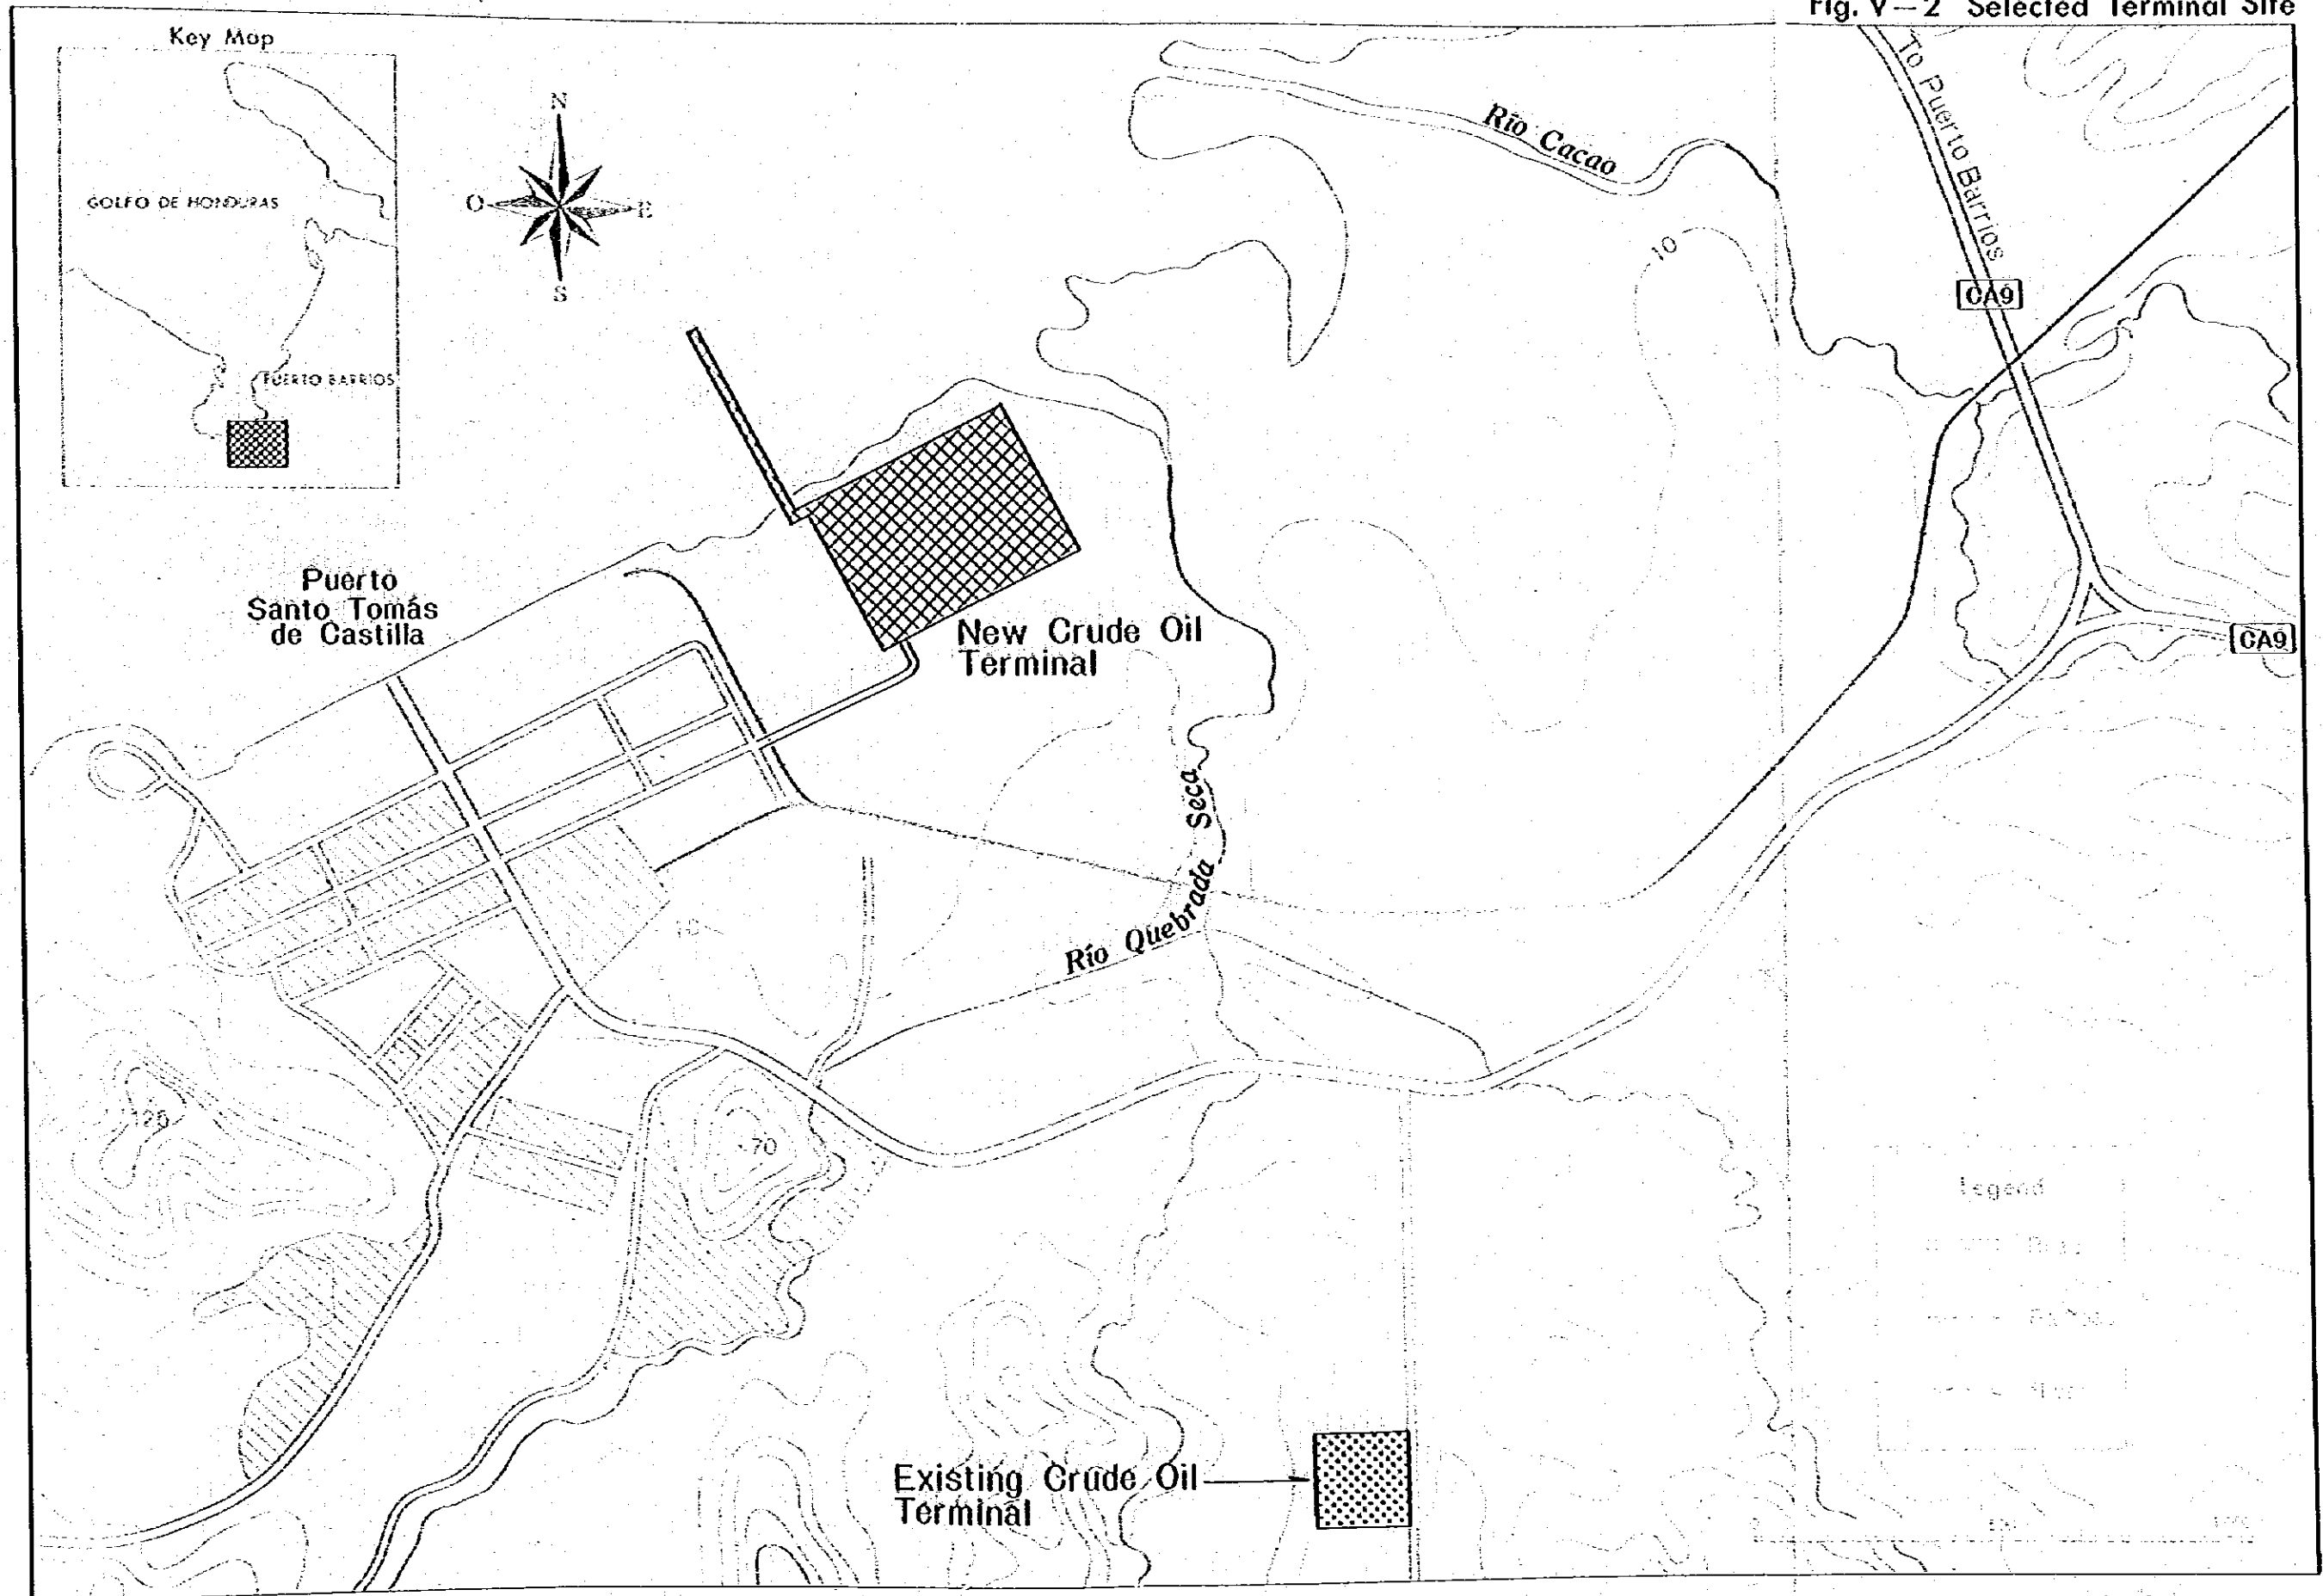 Fig. V-2 Selected Terminal Site
Key Map
GOLFO DE HONDURAS
PUERTO BARRIOS
N
O
E
S
Río Cacao
To Puerto Barrios
10
CA9
CA9
Puerto
Santo Tomás
de Castilla
New Crude Oil
Terminal
Río Quebrada Seca
10
126
70
Legend
Existing Crude Oil
Terminal